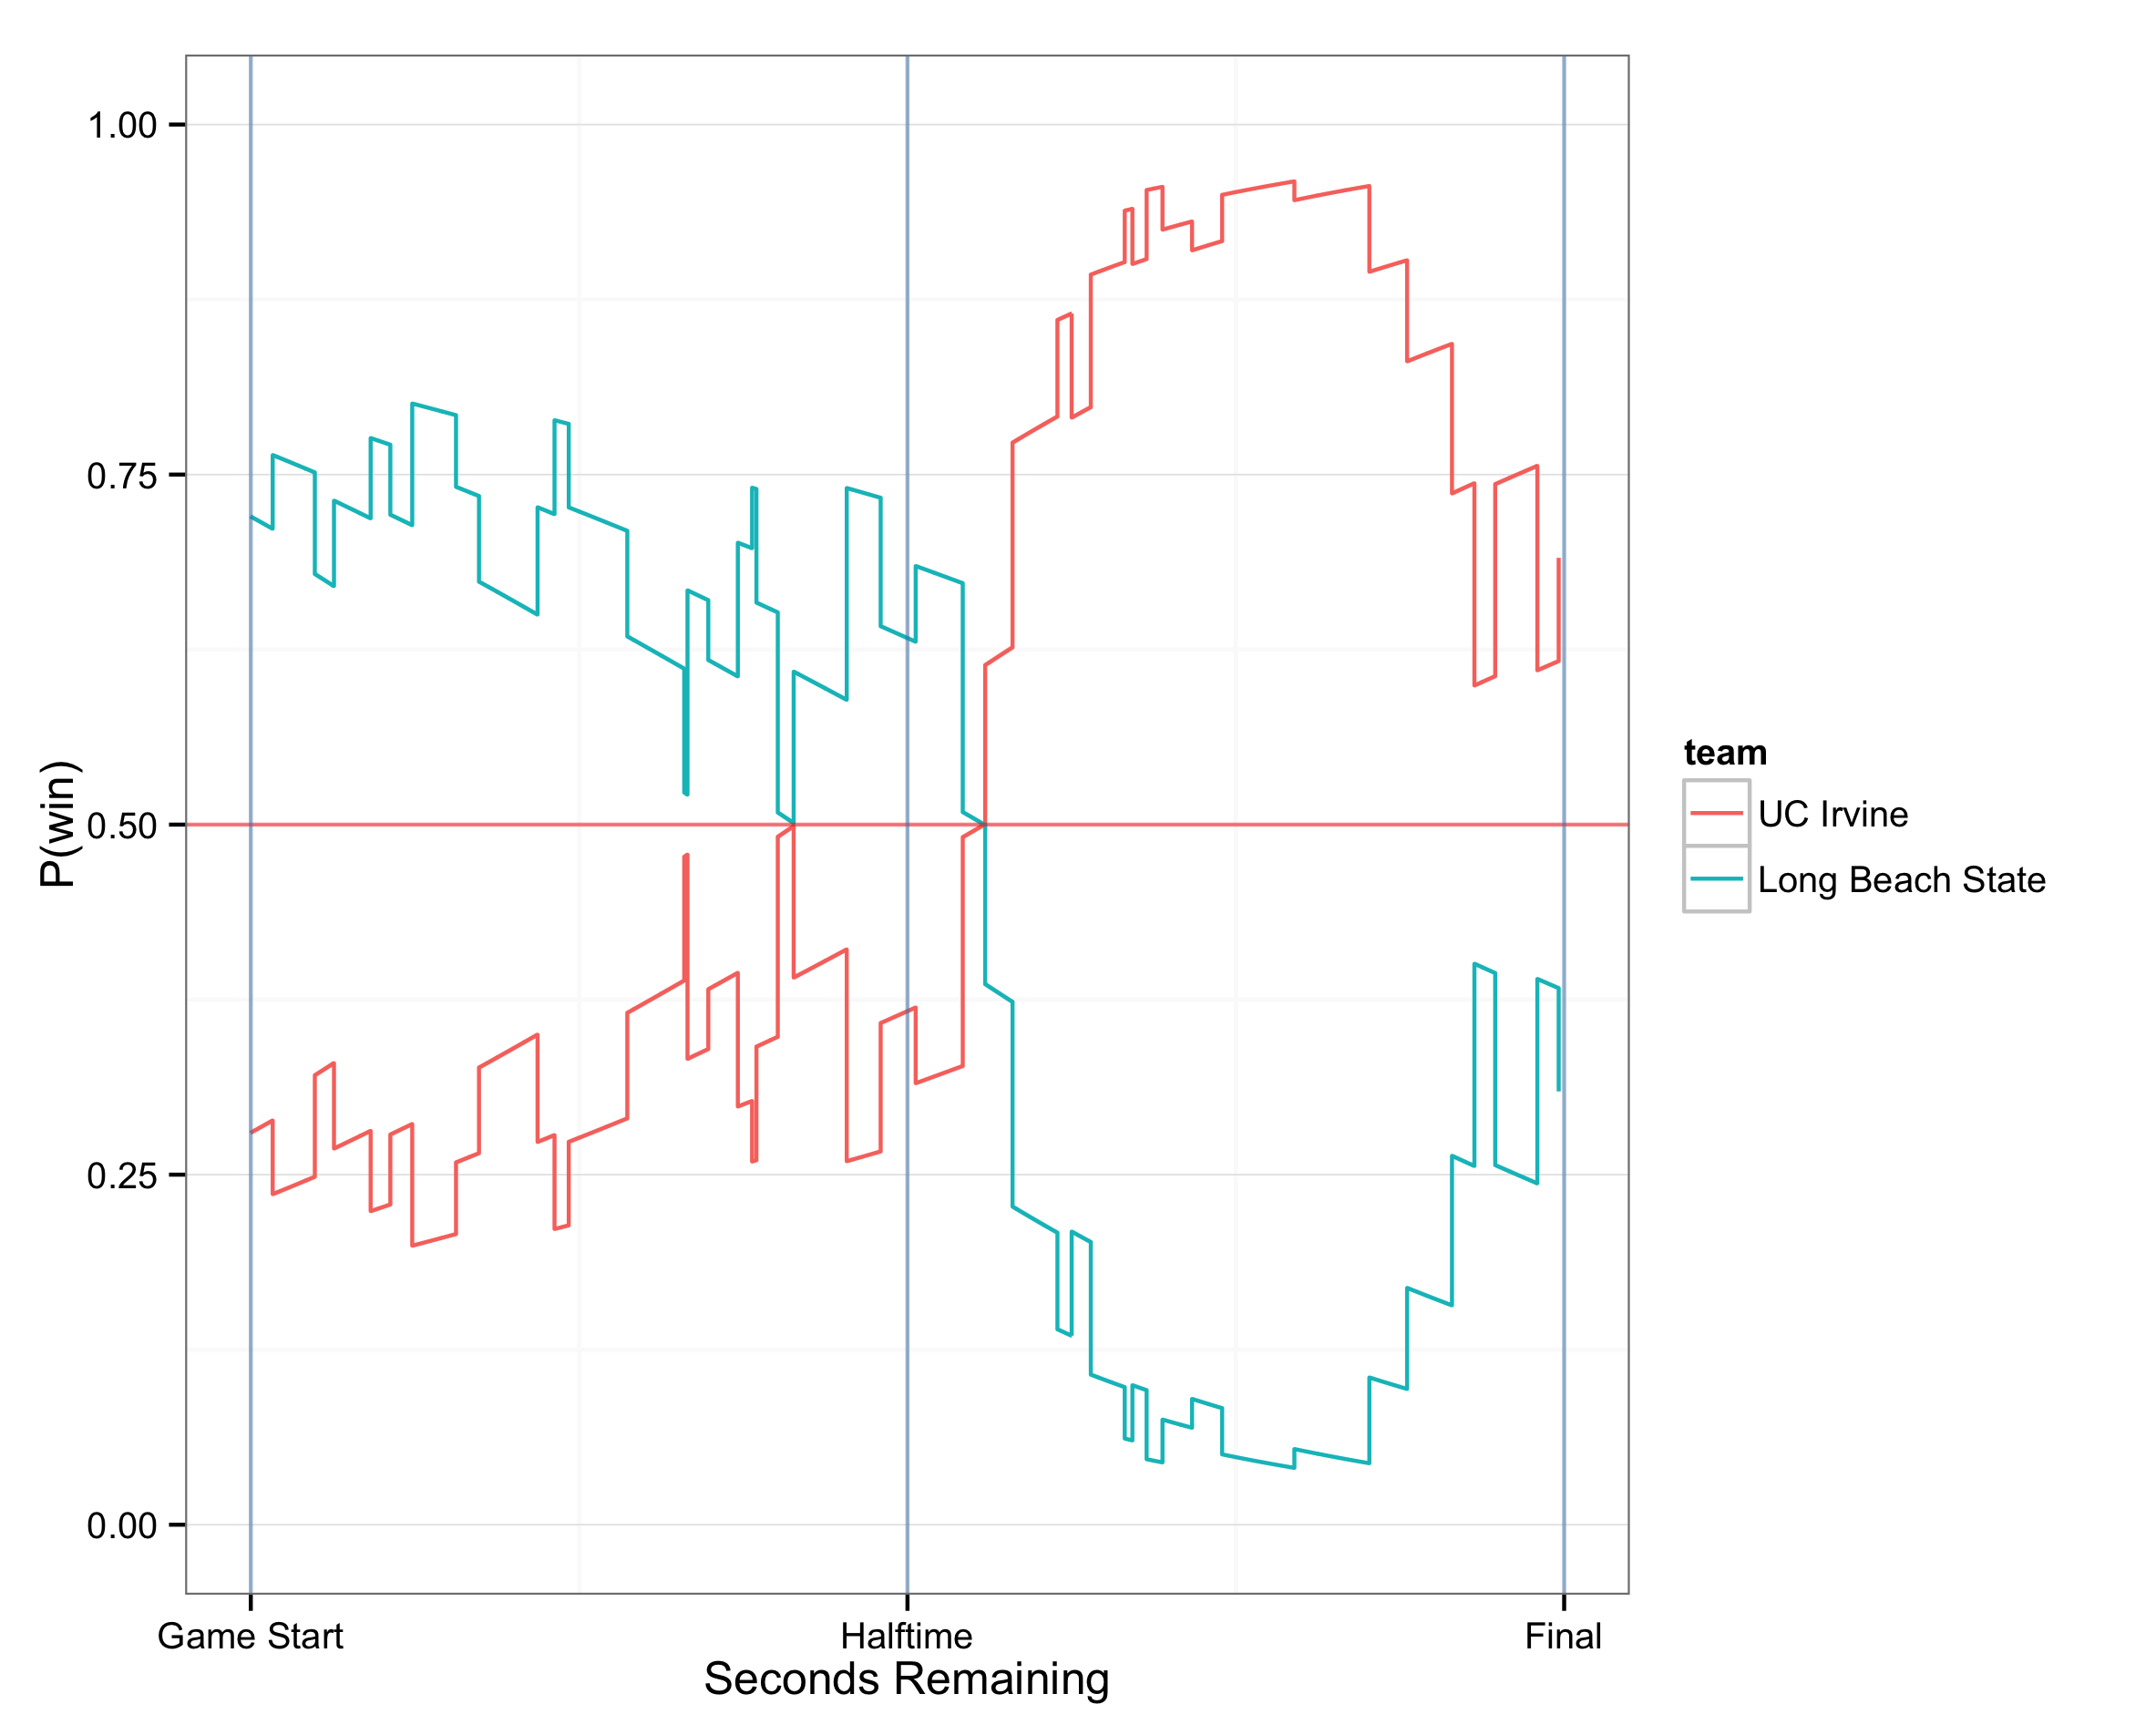 1.00
0.75
0.50
0.25
0.00
P(win)
Game Start
Halftime
Final
Seconds Remaining
team
UC Irvine
Long Beach State